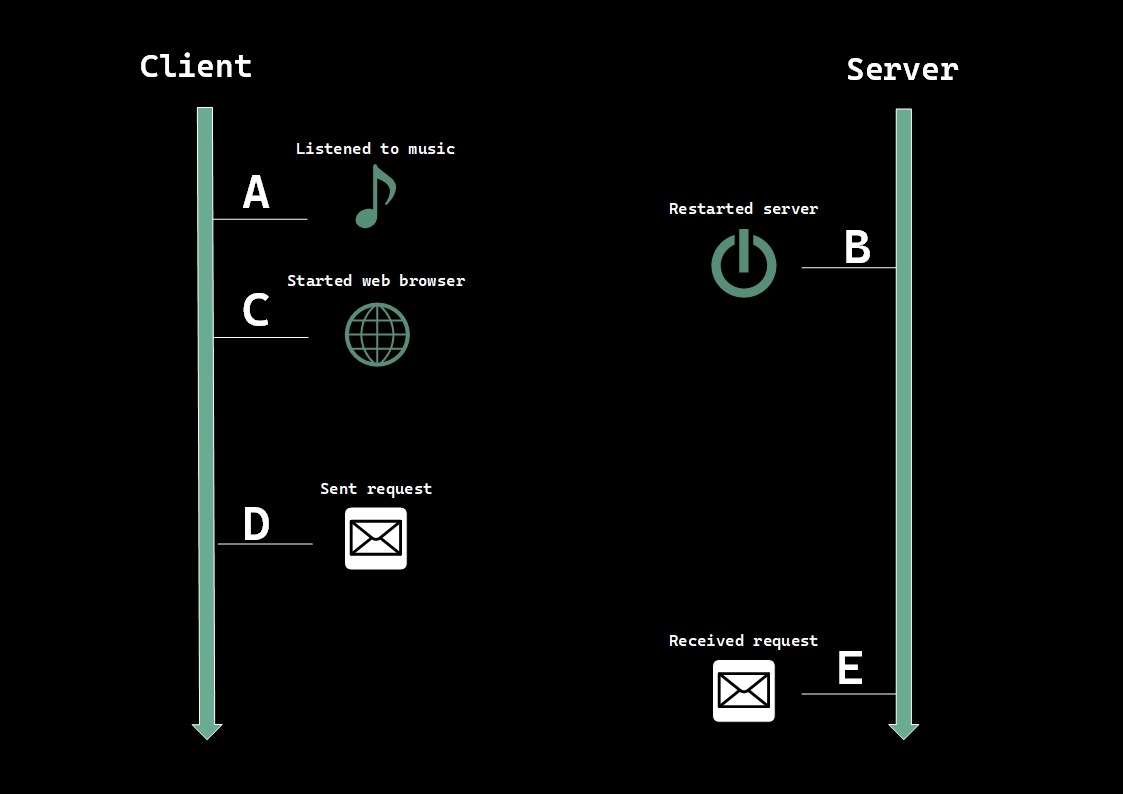 Client
Server
Listened to music
A
Restarted server
B
Started web browser
C
Sent request
D
Received request
E